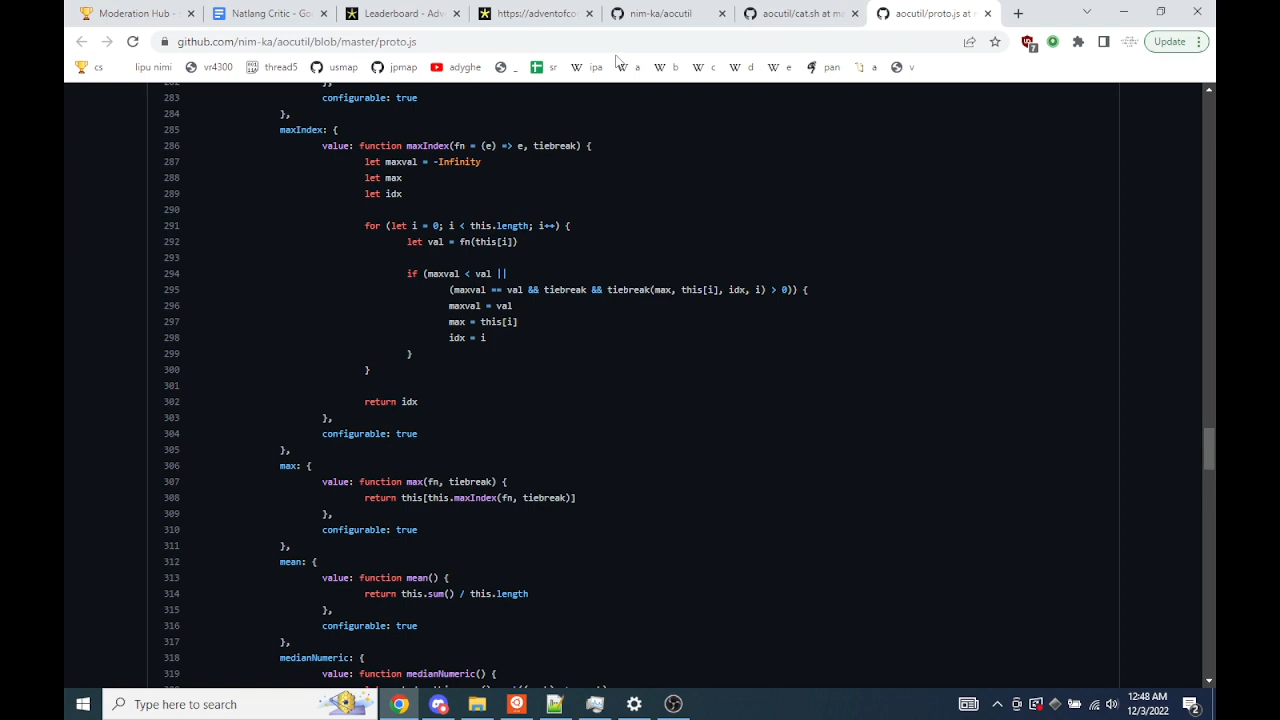 Moderation Hub -
Natlang Critic - Go
Leaderboard - Adv
https://adventofco
nim-ka/aocutil
aocutil/cat.sh at ma
aocutil/proto.js at m
github.com/nim-ka/aocutil/blob/master/proto.js
7
Update
cs
lipu nimi
vr4300
thread5
usmap
jpmap
adyghe
_
sr
ipa
a
b
c
d
e
pan
a
v
283 configurable: true
284 },
285 maxIndex: {
286 value: function maxIndex(fn = (e) => e, tiebreak) {
287 let maxval = -Infinity
288 let max
289 let idx
290
291 for (let i = 0; i < this.length; i++) {
292 let val = fn(this[i])
293
294 if (maxval < val ||
295 (maxval == val && tiebreak && tiebreak(max, this[i], idx, i) > 0)) {
296 maxval = val
297 max = this[i]
298 idx = i
299 }
300 }
301
302 return idx
303 },
304 configurable: true
305 },
306 max: {
307 value: function max(fn, tiebreak) {
308 return this[this.maxIndex(fn, tiebreak)]
309 },
310 configurable: true
311 },
312 mean: {
313 value: function mean() {
314 return this.sum() / this.length
315 },
316 configurable: true
317 },
318 medianNumeric: {
319 value: function medianNumeric() {
Type here to search
12:48 AM
12/3/2022
2